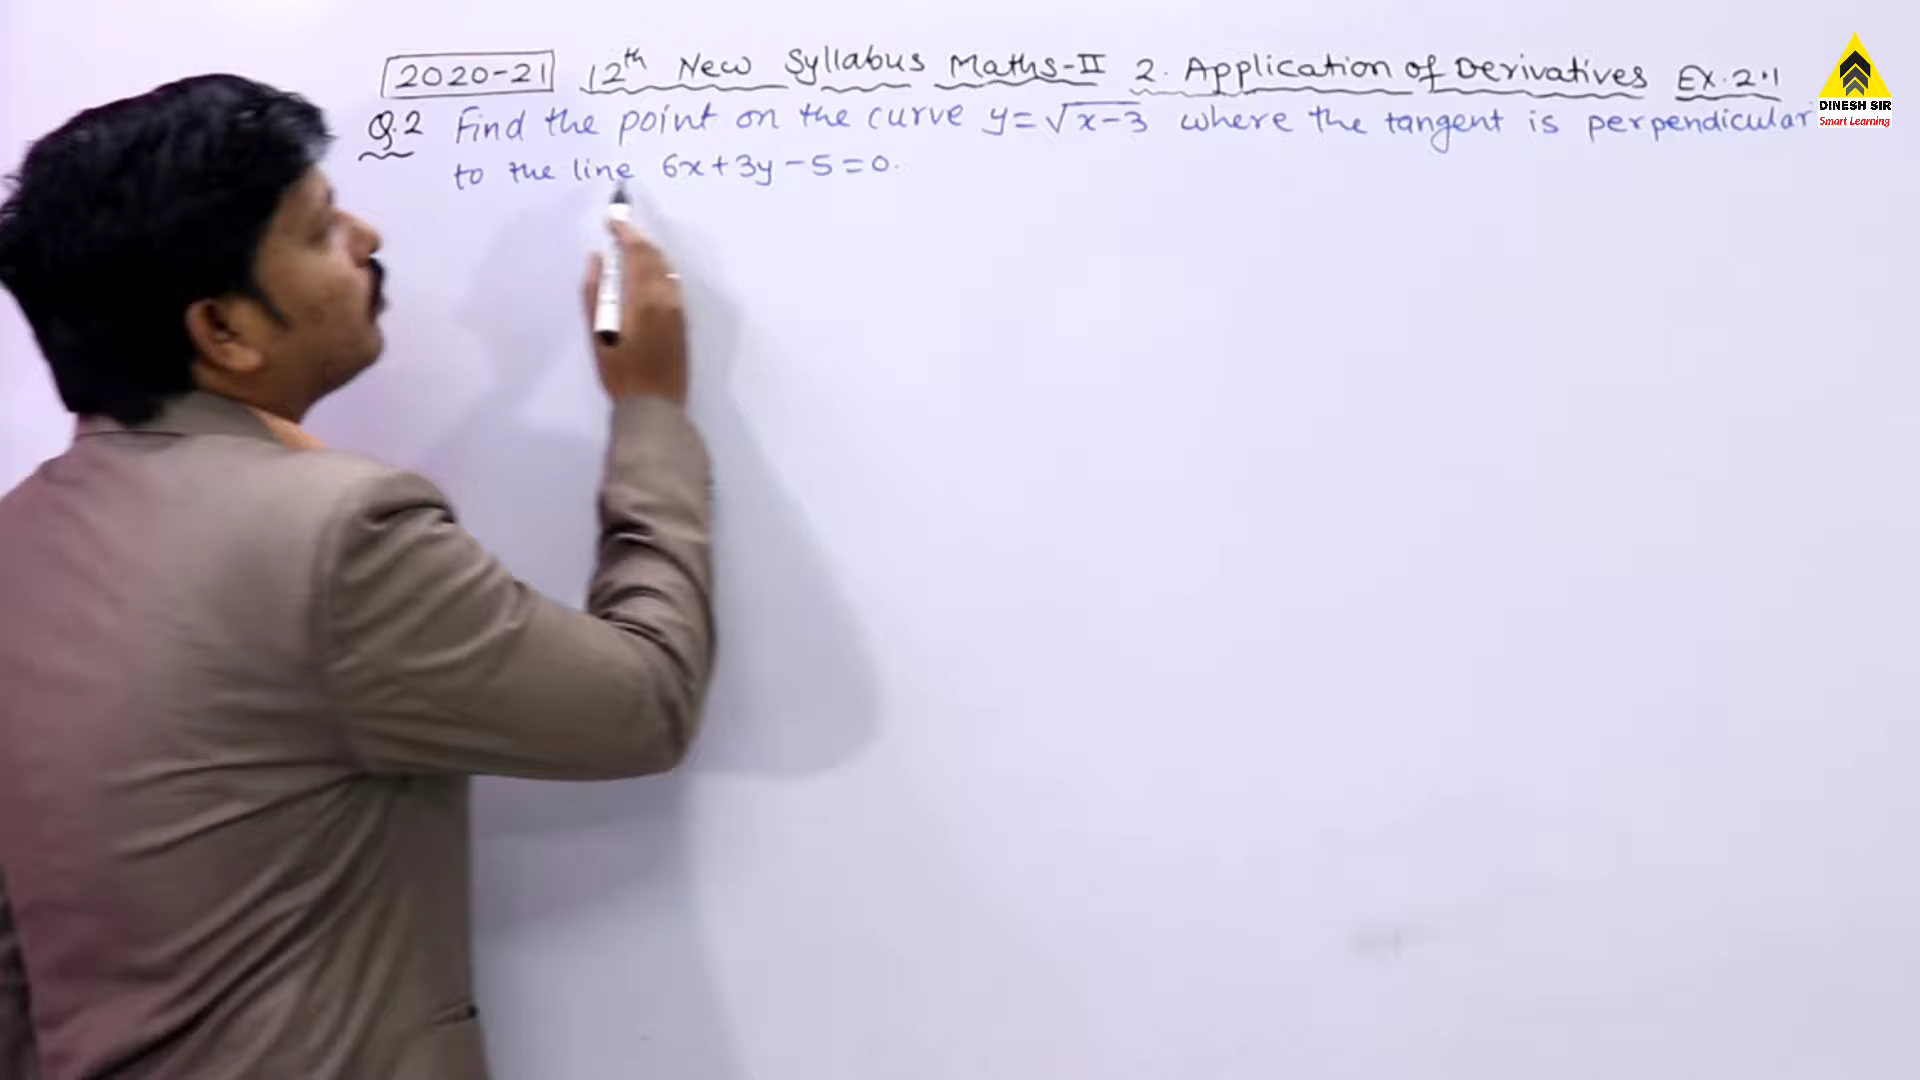 2020-21 12th New Syllabus Maths-II 2. Application of Derivatives Ex. 2.1
Q.2 Find the point on the curve y=√x-3 where the tangent is perpendicular
to the line 6x+3y-5=0.
DINESH SIR
Smart Learning